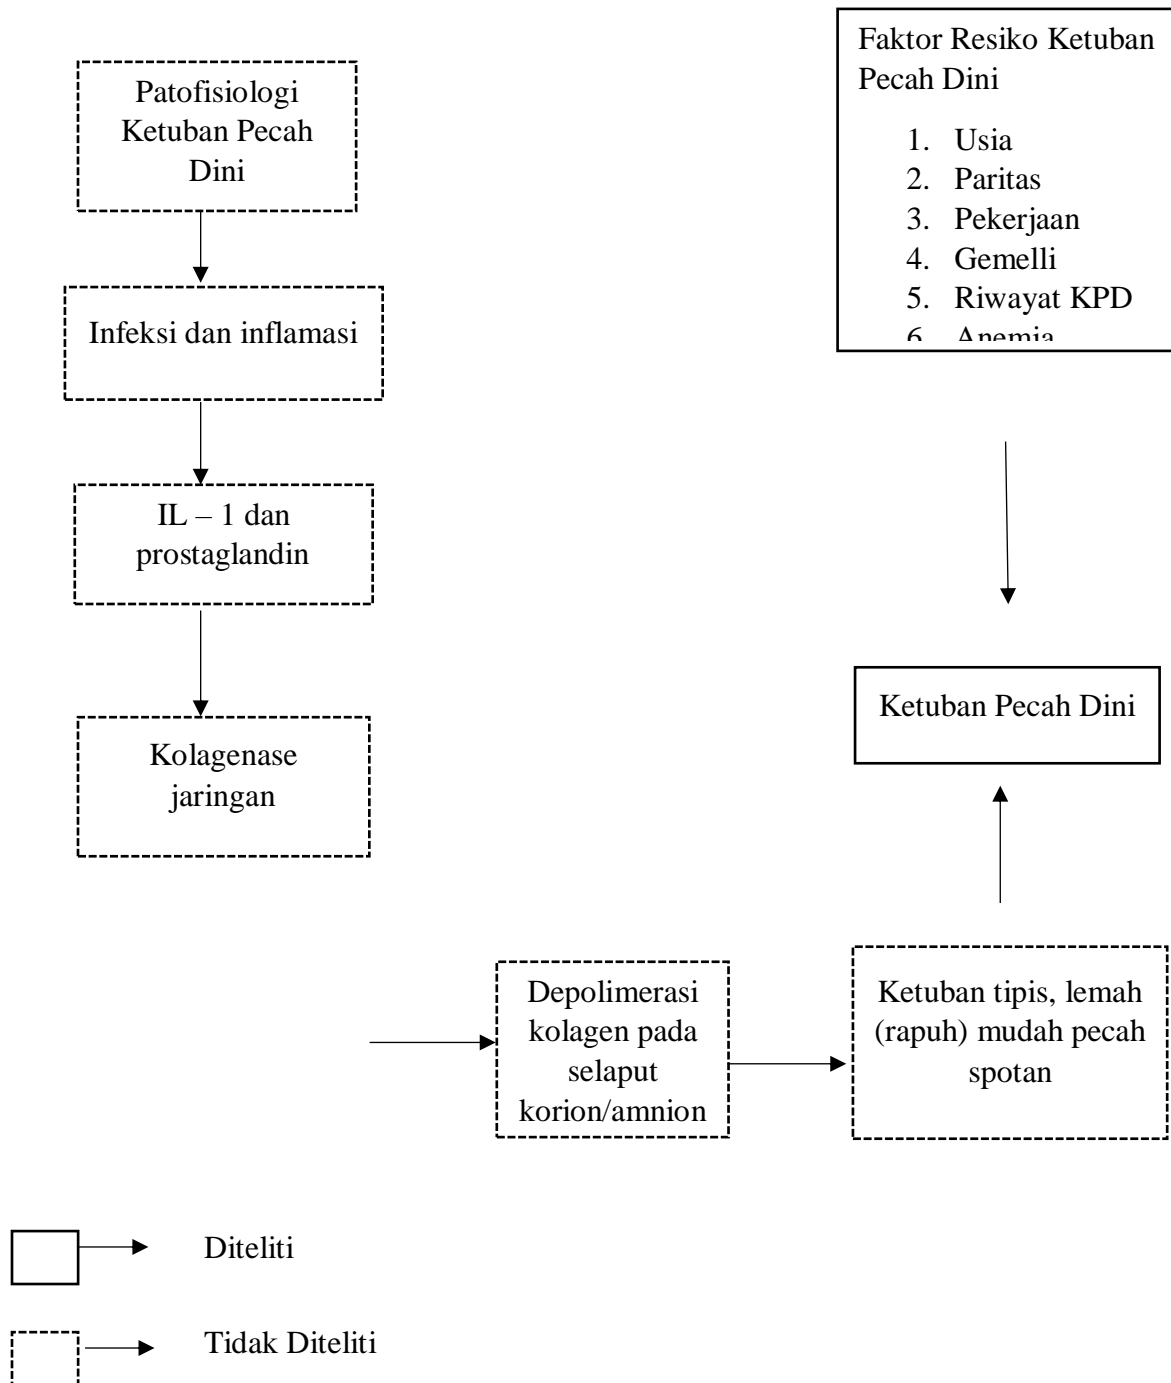 Patofisiologi
Ketuban Pecah
Dini
Infeksi dan inflamasi
IL – 1 dan
prostaglandin
Kolagenase
jaringan
Faktor Resiko Ketuban
Pecah Dini
1. Usia
2. Paritas
3. Pekerjaan
4. Gemelli
5. Riwayat KPD
6. Anemia
Ketuban Pecah Dini
Depolimerasi
kolagen pada
selaput
korion/amnion
Ketuban tipis, lemah
(rapuh) mudah pecah
spotan
Diteliti
Tidak Diteliti